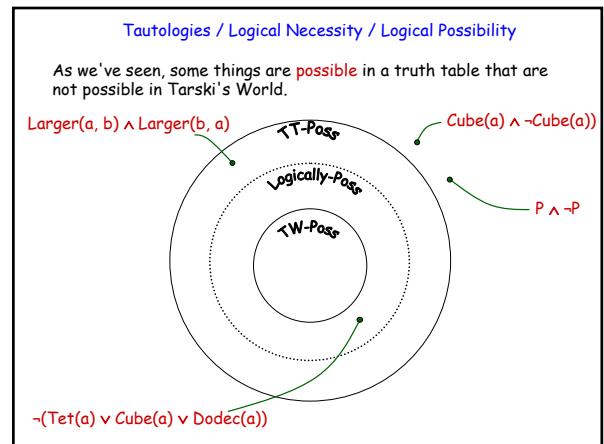 Tautologies / Logical Necessity / Logical Possibility
As we've seen, some things are possible in a truth table that are
not possible in Tarski's World.
Larger(a, b) ∧ Larger(b, a)
Cube(a) ∧ ¬Cube(a))
TT-Poss
Logically-Poss
P ∧ ¬P
TW-Poss
¬(Tet(a) ∨ Cube(a) ∨ Dodec(a))